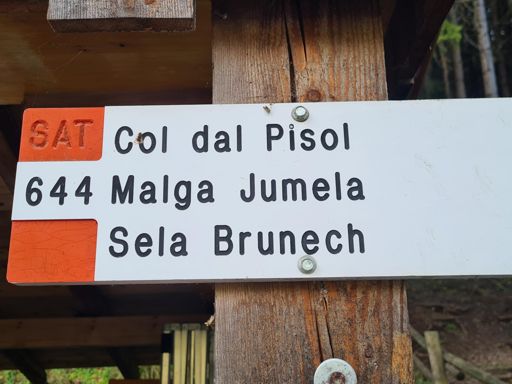 SAT Col dal Pisol
644 Malga Jumela
Sela Brunech